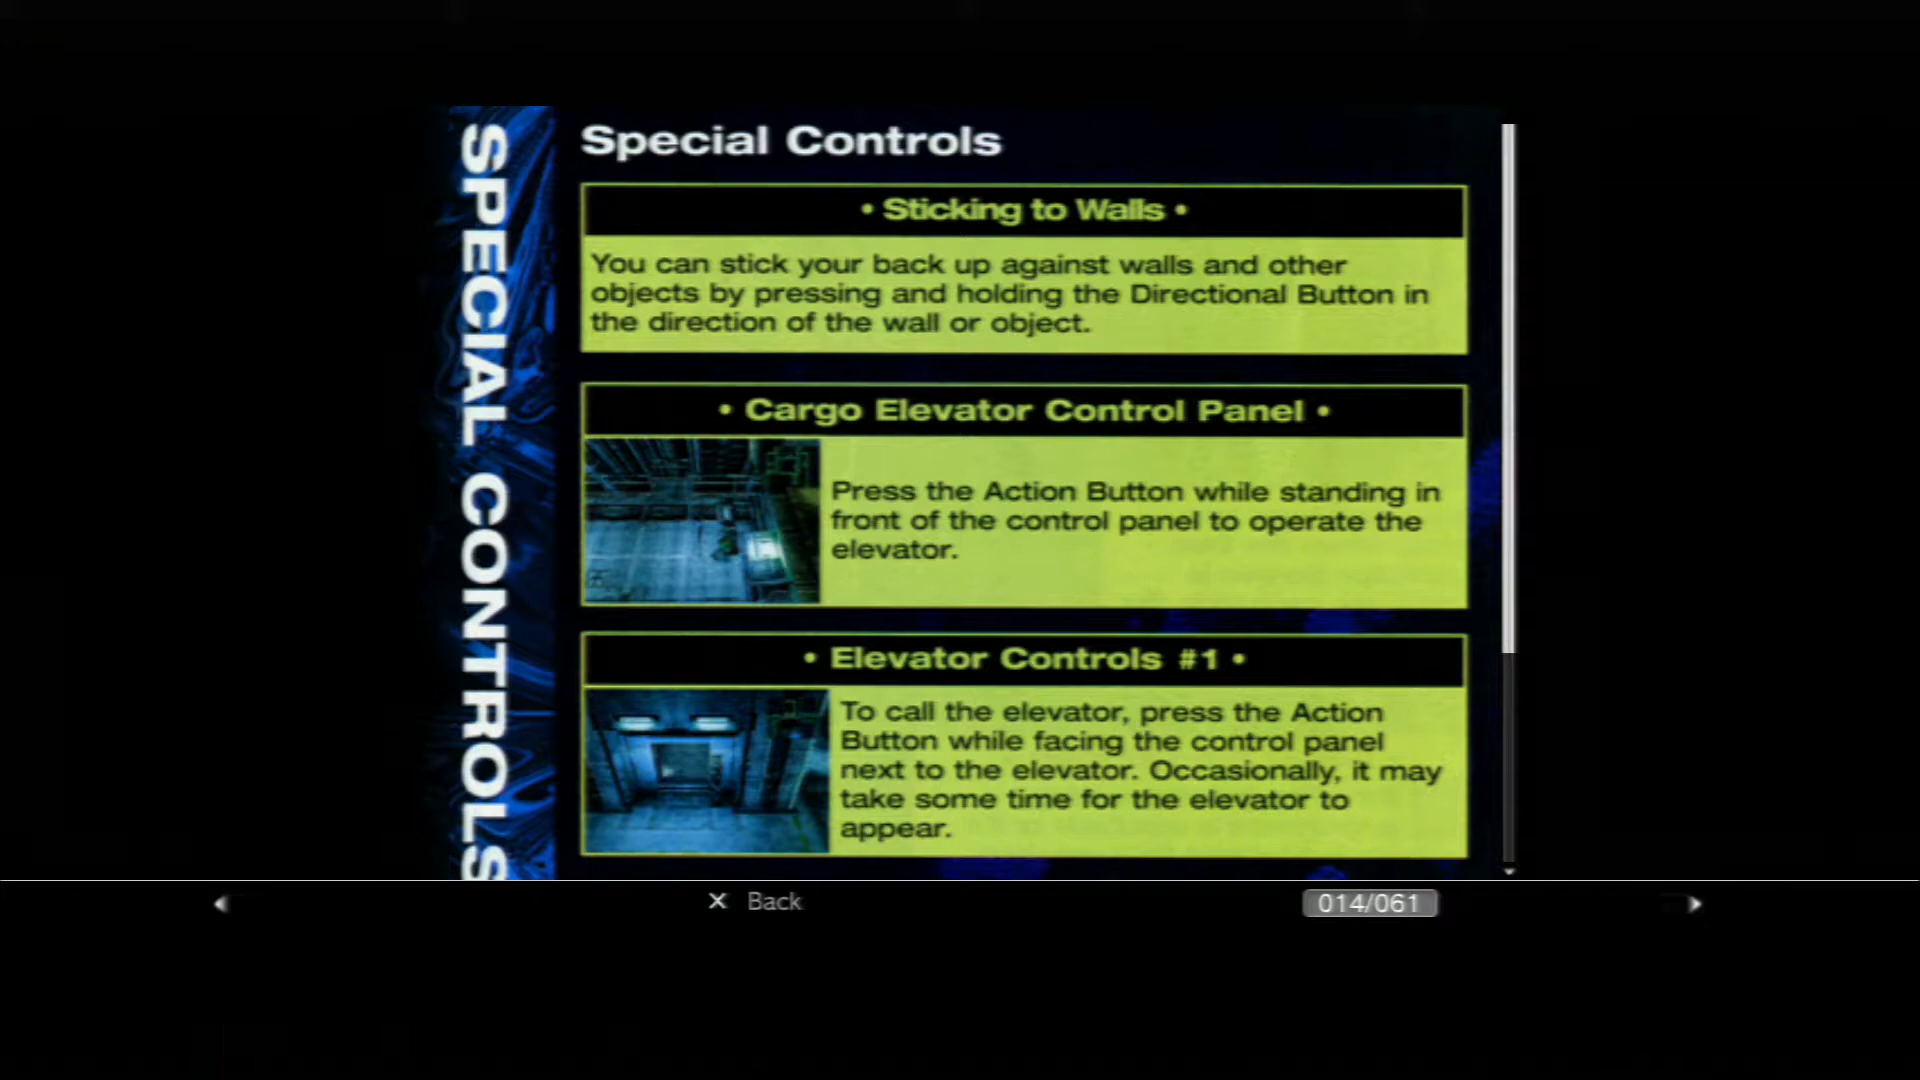 SPECIAL CONTROLS
Special Controls
• Sticking to Walls •
You can stick your back up against walls and other
objects by pressing and holding the Directional Button in
the direction of the wall or object.
• Cargo Elevator Control Panel •
Press the Action Button while standing in
front of the control panel to operate the
elevator.
• Elevator Controls #1 •
To call the elevator, press the Action
Button while facing the control panel
next to the elevator. Occasionally, it may
take some time for the elevator to
appear.
✕ Back
014/061